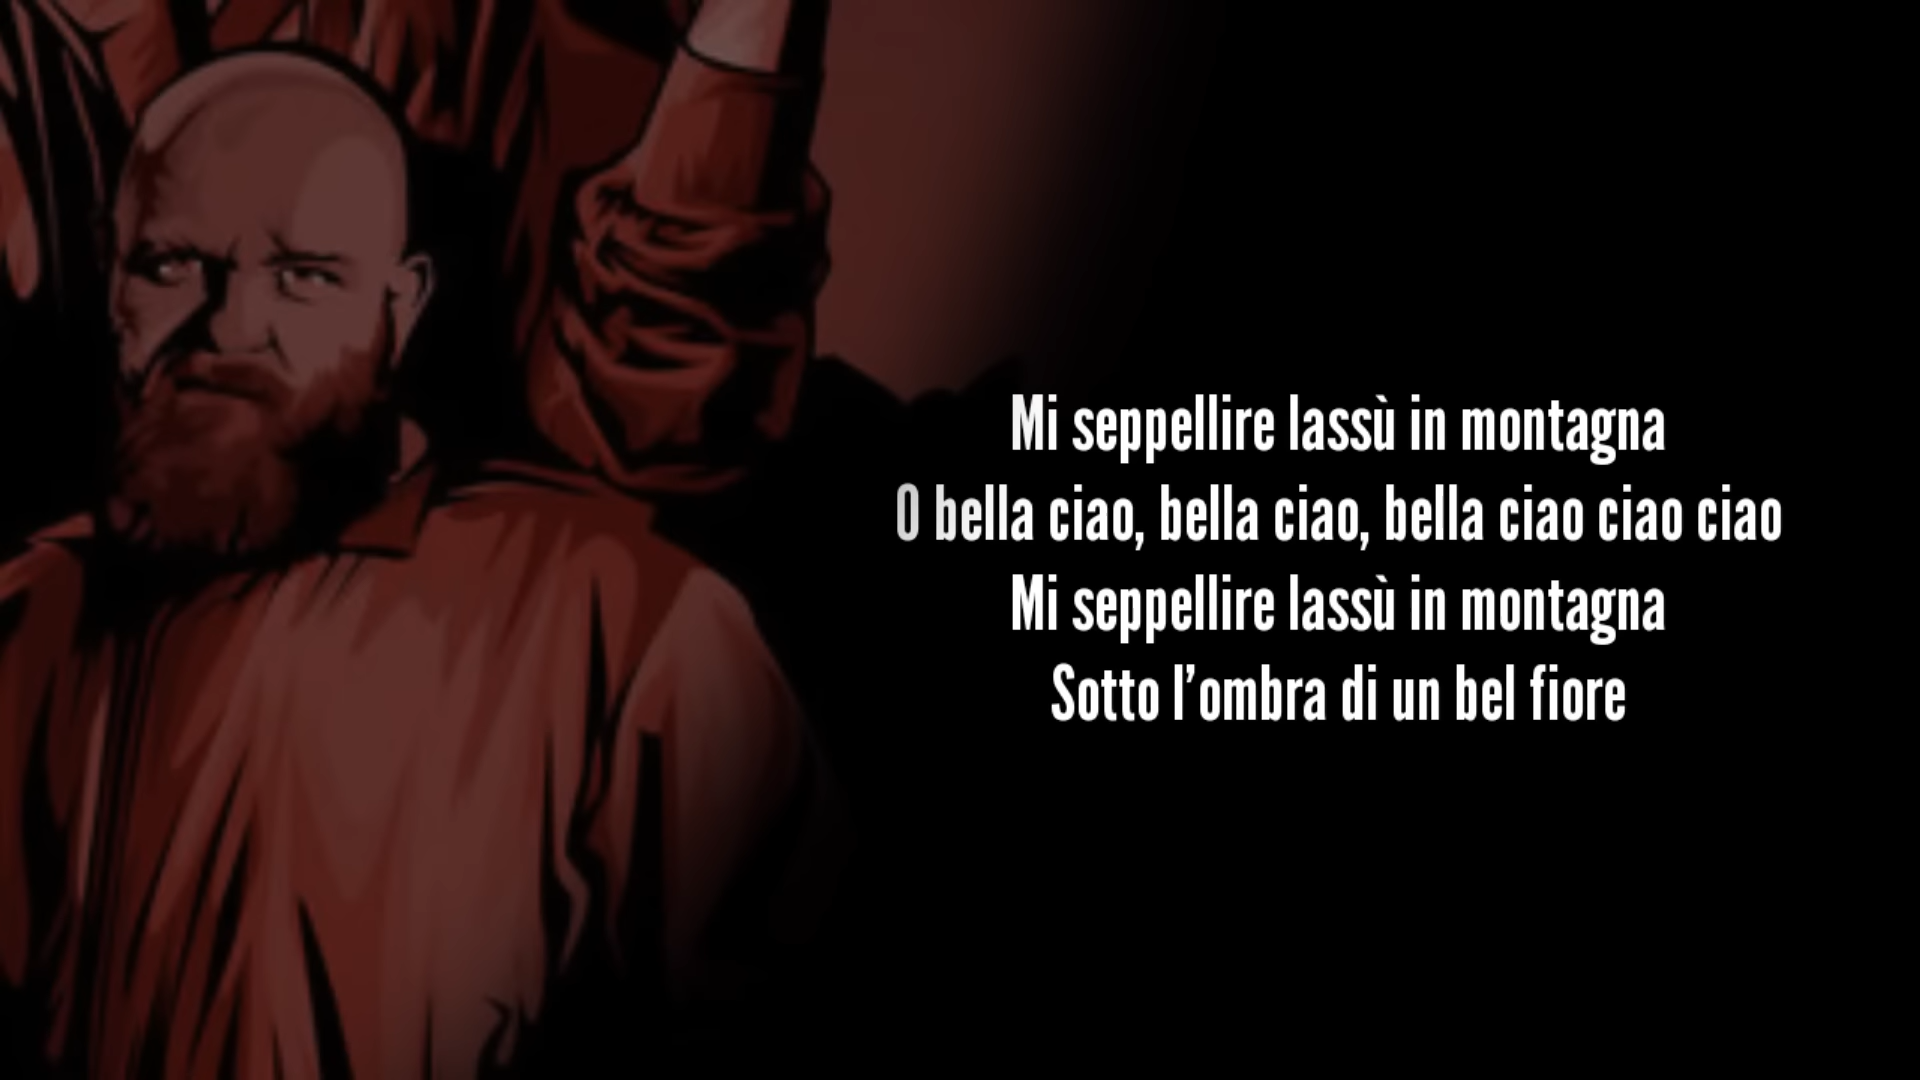 Mi seppellire lassù in montagna
O bella ciao, bella ciao, bella ciao ciao ciao
Mi seppellire lassù in montagna
Sotto l’ombra di un bel fiore